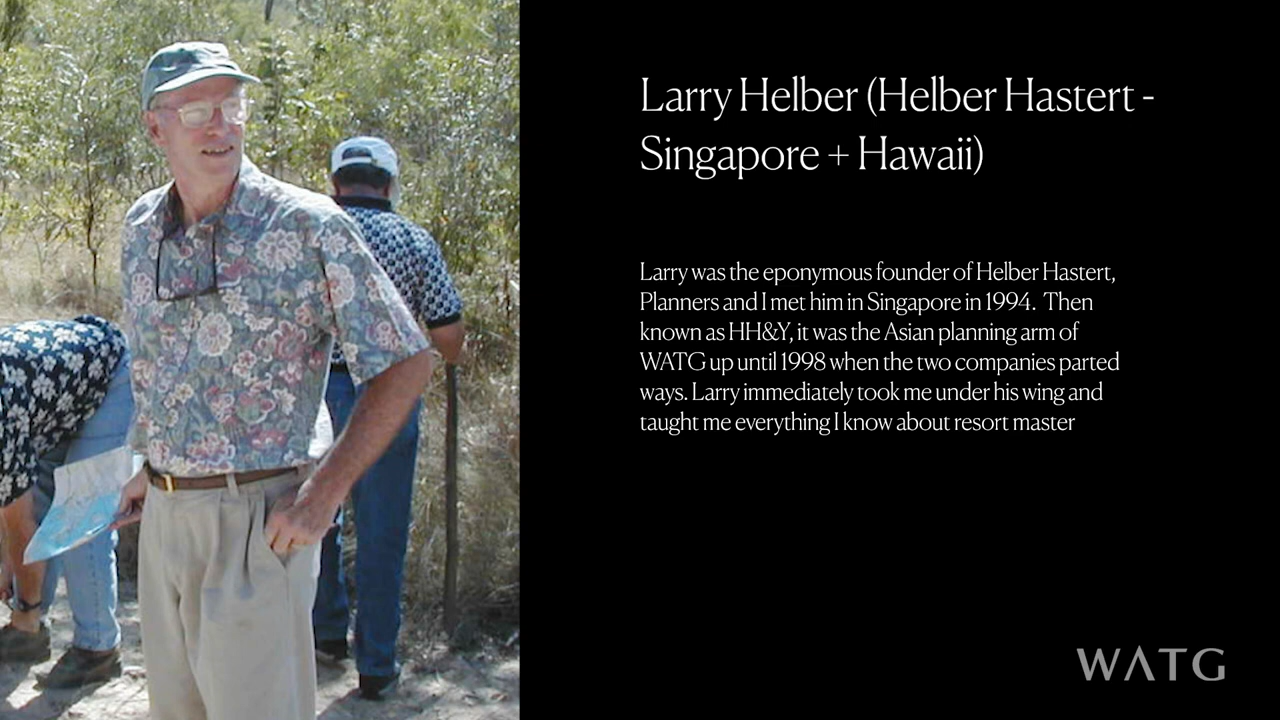 Larry Helber (Helber Hastert -
Singapore + Hawaii)
Larry was the eponymous founder of Helber Hastert,
Planners and I met him in Singapore in 1994.  Then
known as HH&Y, it was the Asian planning arm of
WATG up until 1998 when the two companies parted
ways. Larry immediately took me under his wing and
taught me everything I know about resort master
WATG